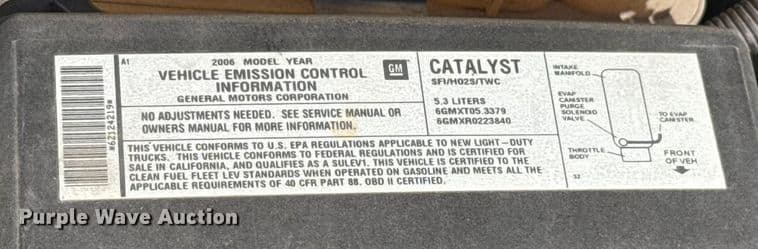 A1
2006 MODEL YEAR
VEHICLE EMISSION CONTROL
INFORMATION
GENERAL MOTORS CORPORATION
GM
NO ADJUSTMENTS NEEDED. SEE SERVICE MANUAL OR
OWNERS MANUAL FOR MORE INFORMATION.
CATALYST
SFI/HO2S/TWC
5.3 LITERS
6GMXT05.3379
6GMXR0223840
THIS VEHICLE CONFORMS TO U.S. EPA REGULATIONS APPLICABLE TO NEW LIGHT-DUTY
TRUCKS. THIS VEHICLE CONFORMS TO FEDERAL REGULATIONS AND IS CERTIFIED FOR
SALE IN CALIFORNIA, AND QUALIFIES AS A SULEV1. THIS VEHICLE IS CERTIFIED TO THE
CLEAN FUEL FLEET LEV STANDARDS WHEN OPERATED ON GASOLINE AND MEETS ALL THE
APPLICABLE REQUIREMENTS OF 40 CFR PART 88. OBD II CERTIFIED.
INTAKE
MANIFOLD
EVAP
CANISTER
PURGE
SOLENOID
VALVE
TO EVAP
CANISTER
THROTTLE
BODY
FRONT
OF VEH
52
*62124219*
Purple Wave Auction